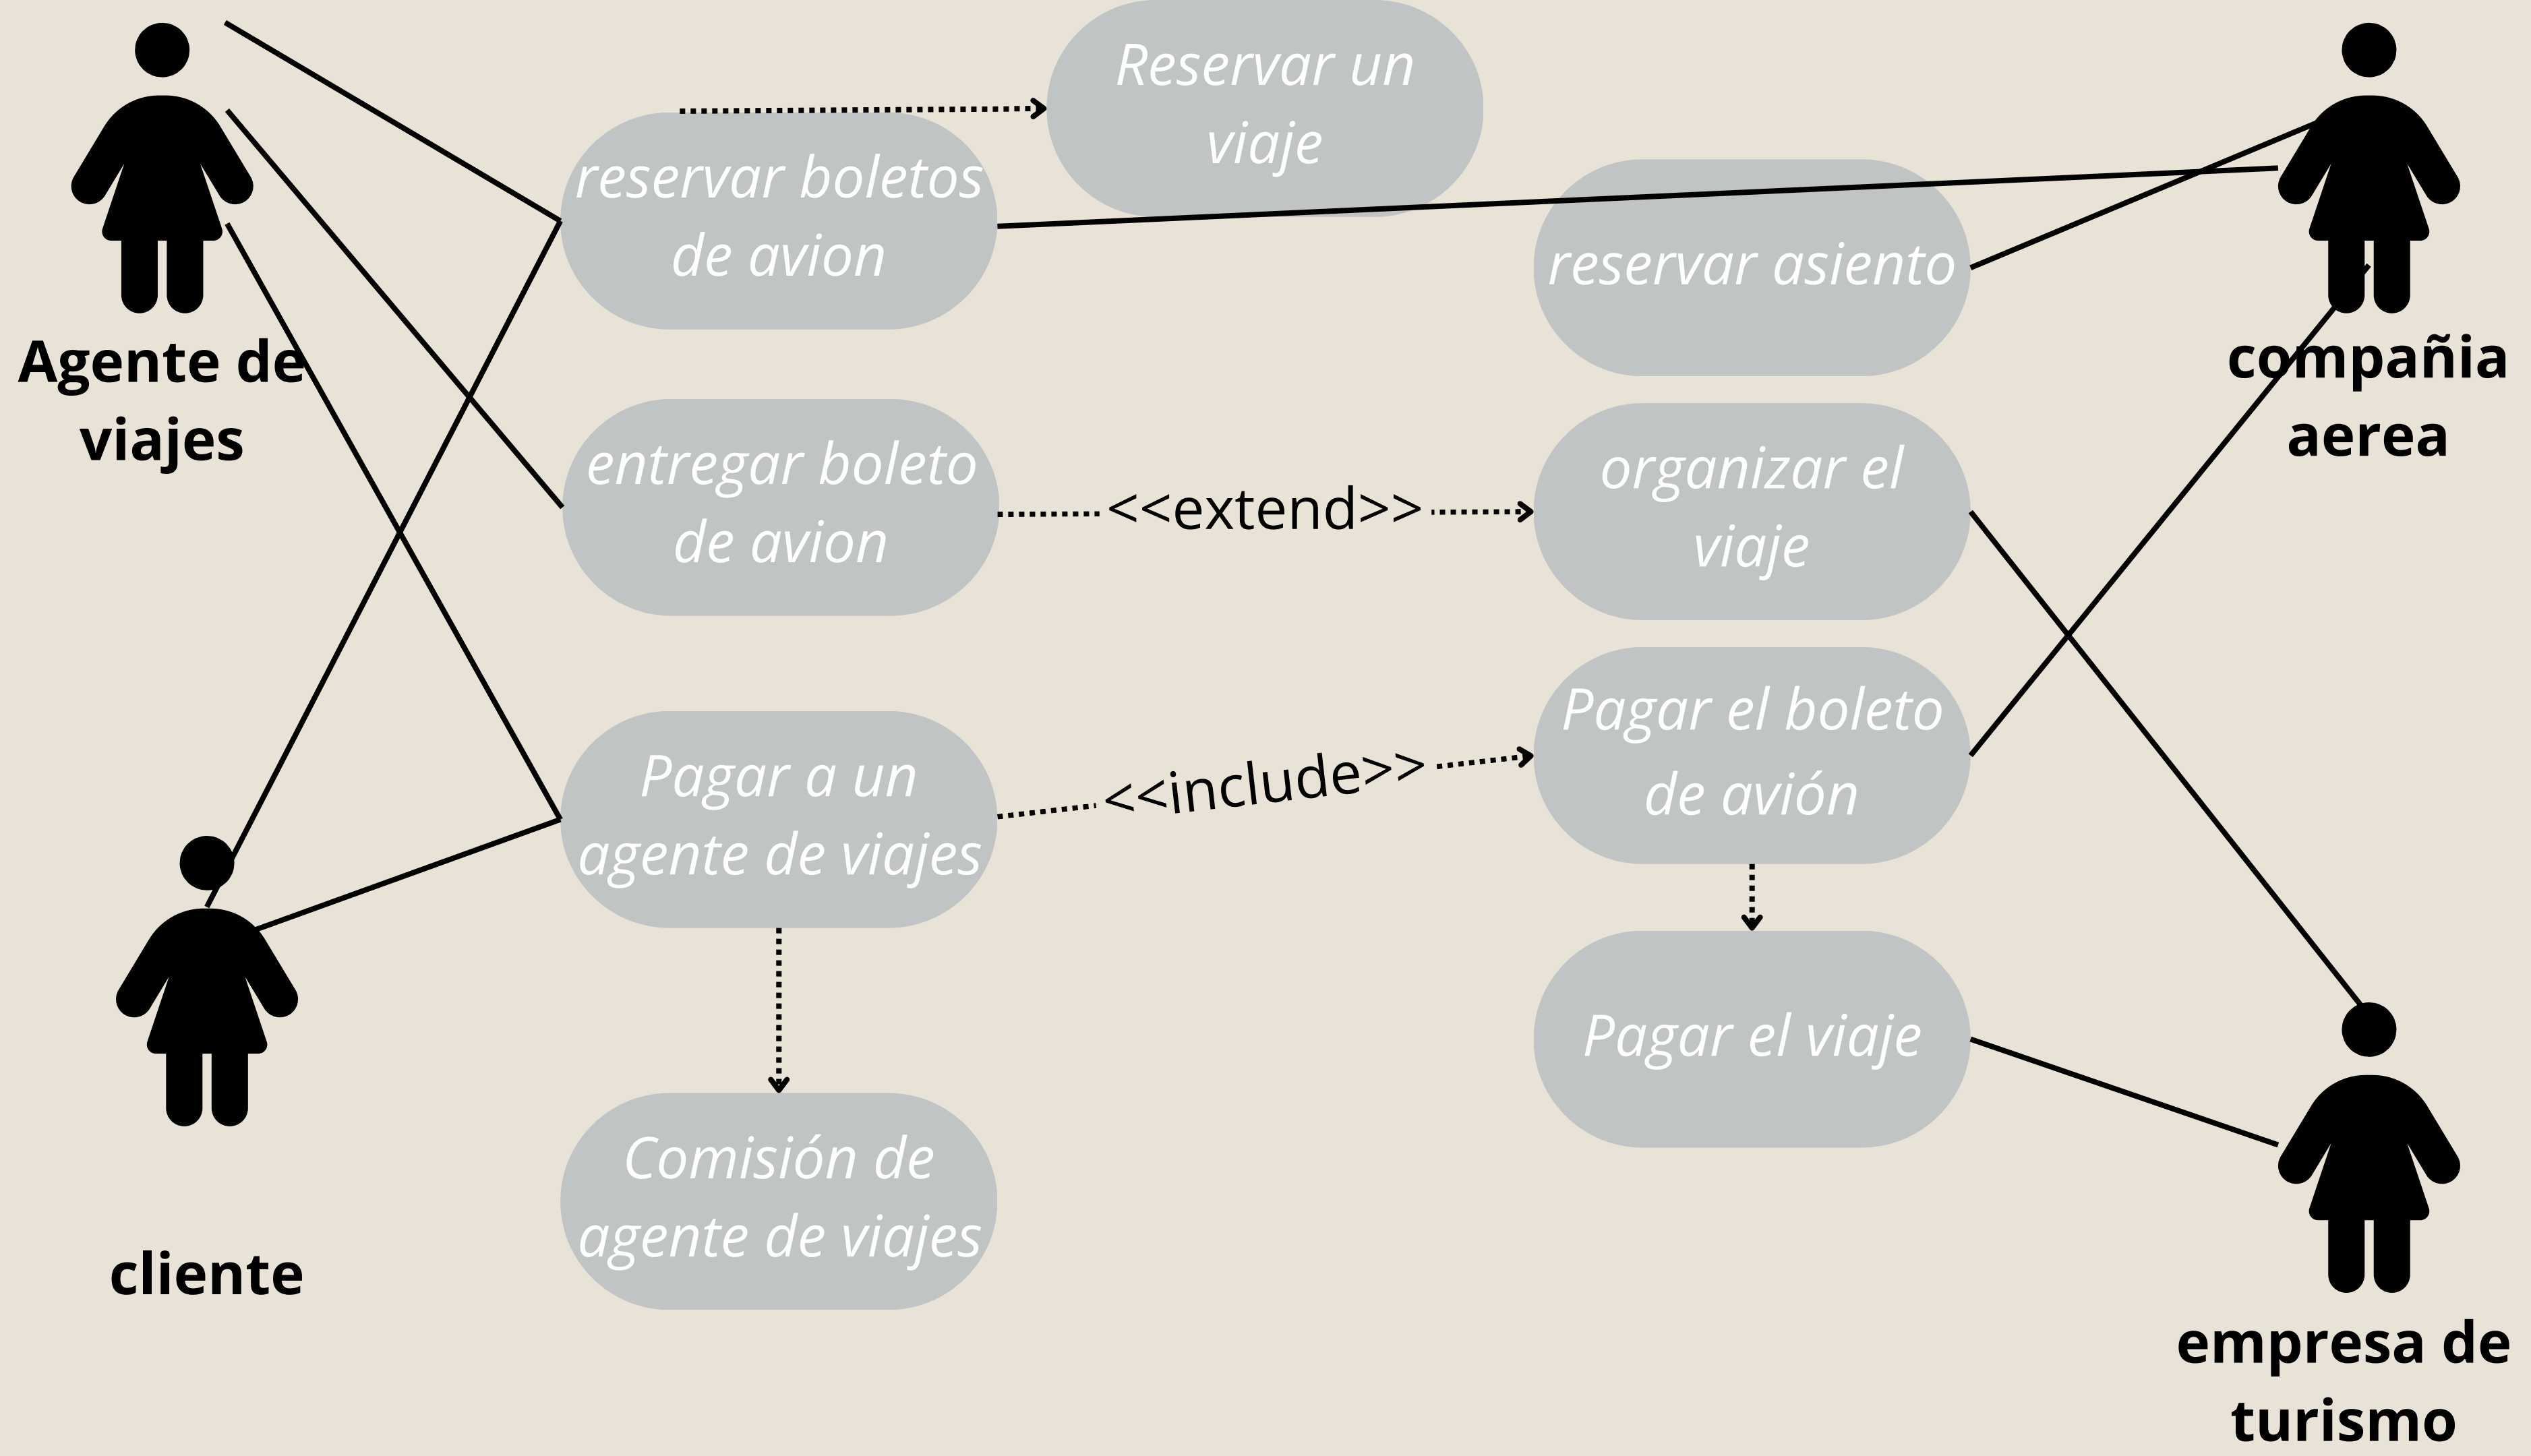 Reservar un
viaje
reservar boletos
de avion
reservar asiento
Agente de
viajes
compañia
aerea
entregar boleto
de avion
<<extend>>
organizar el
viaje
Pagar el boleto
de avión
Pagar a un
agente de viajes
<<include>>
Pagar el viaje
Comisión de
agente de viajes
cliente
empresa de
turismo